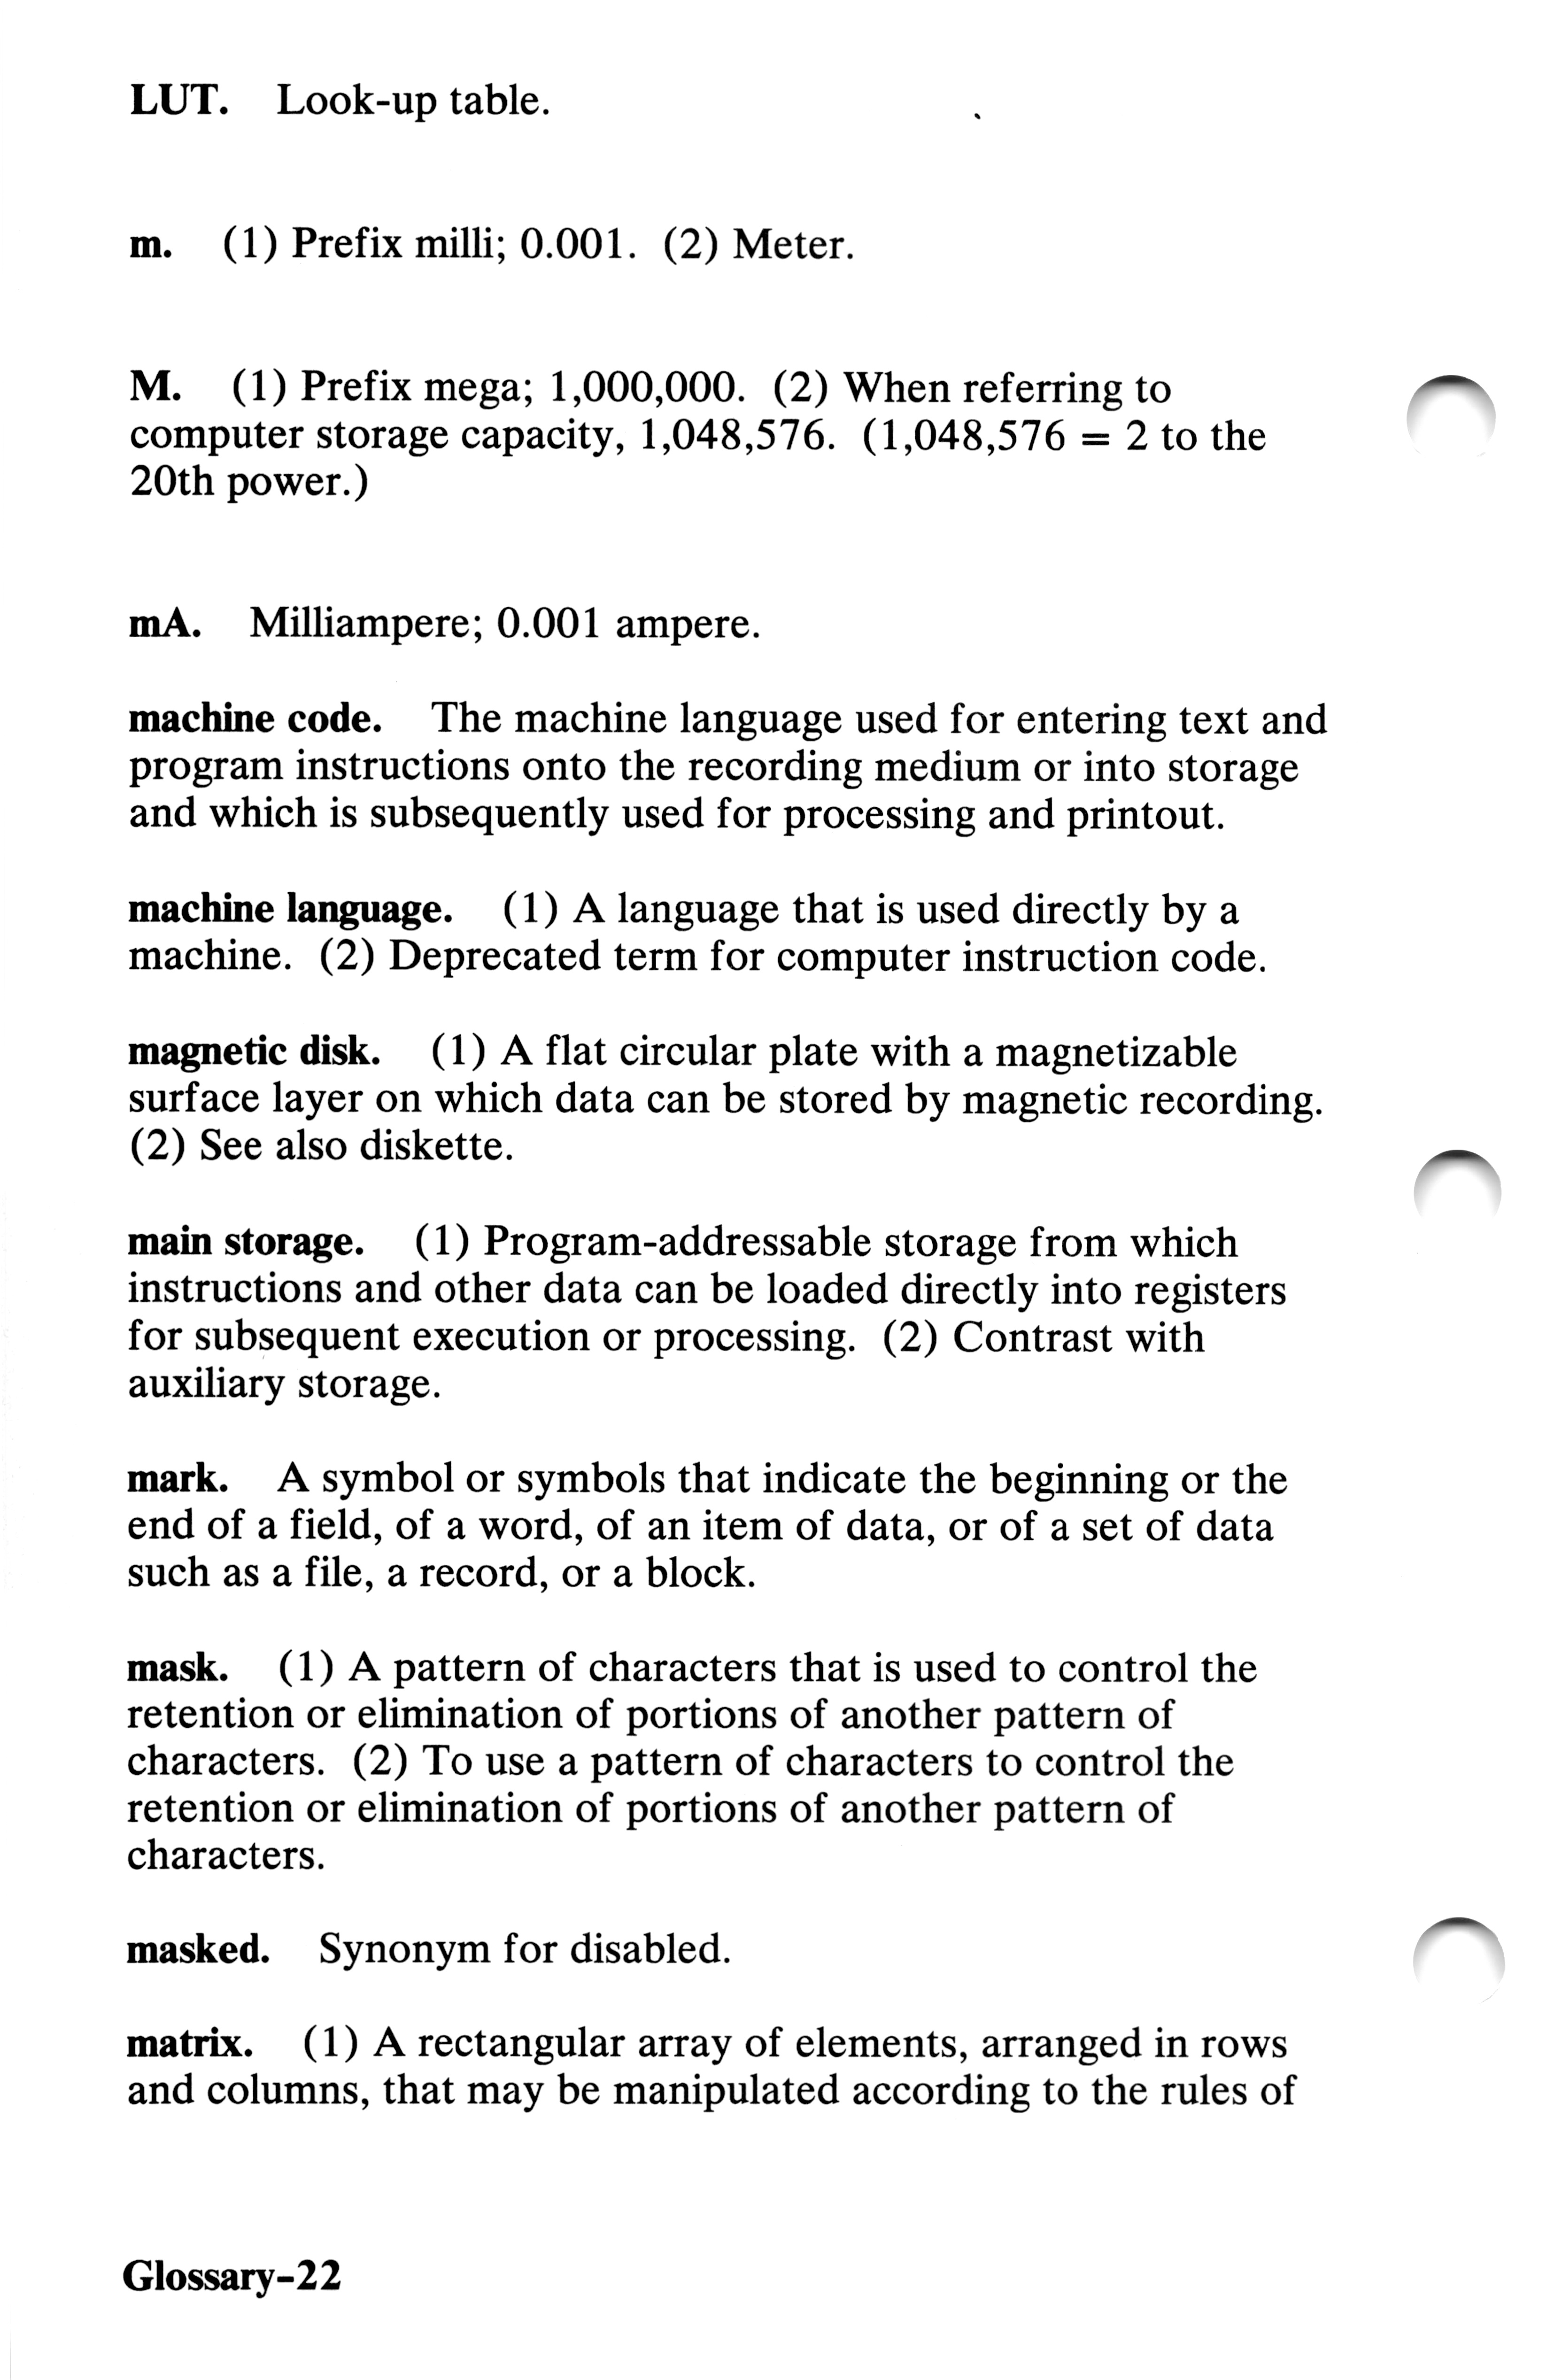 LUT. Look-up table.
m. (1) Prefix milli; 0.001. (2) Meter.
M. (1) Prefix mega; 1,000,000. (2) When referring to
computer storage capacity, 1,048,576. (1,048,576 = 2 to the
20th power.)
mA. Milliampere; 0.001 ampere.
machine code. The machine language used for entering text and
program instructions onto the recording medium or into storage
and which is subsequently used for processing and printout.
machine language. (1) A language that is used directly by a
machine. (2) Deprecated term for computer instruction code.
magnetic disk. (1) A flat circular plate with a magnetizable
surface layer on which data can be stored by magnetic recording.
(2) See also diskette.
main storage. (1) Program-addressable storage from which
instructions and other data can be loaded directly into registers
for subsequent execution or processing. (2) Contrast with
auxiliary storage.
mark. A symbol or symbols that indicate the beginning or the
end of a field, of a word, of an item of data, or of a set of data
such as a file, a record, or a block.
mask. (1) A pattern of characters that is used to control the
retention or elimination of portions of another pattern of
characters. (2) To use a pattern of characters to control the
retention or elimination of portions of another pattern of
characters.
masked. Synonym for disabled.
matrix. (1) A rectangular array of elements, arranged in rows
and columns, that may be manipulated according to the rules of
Glossary-22